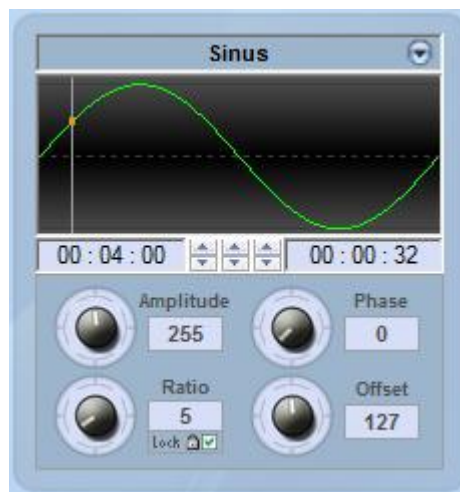 Sinus
00 : 04 : 00 00 : 00 : 32
Amplitude Phase
255 0
Ratio Offset
5 127
Lock